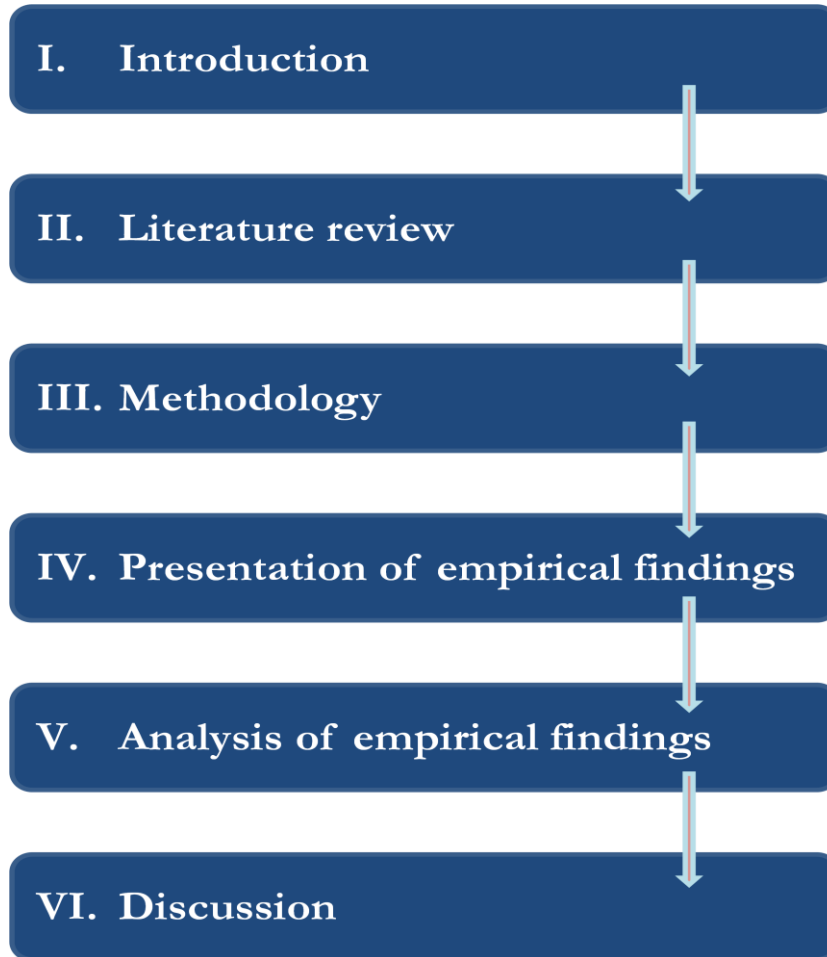 I. Introduction
II. Literature review
III. Methodology
IV. Presentation of empirical findings
V. Analysis of empirical findings
VI. Discussion